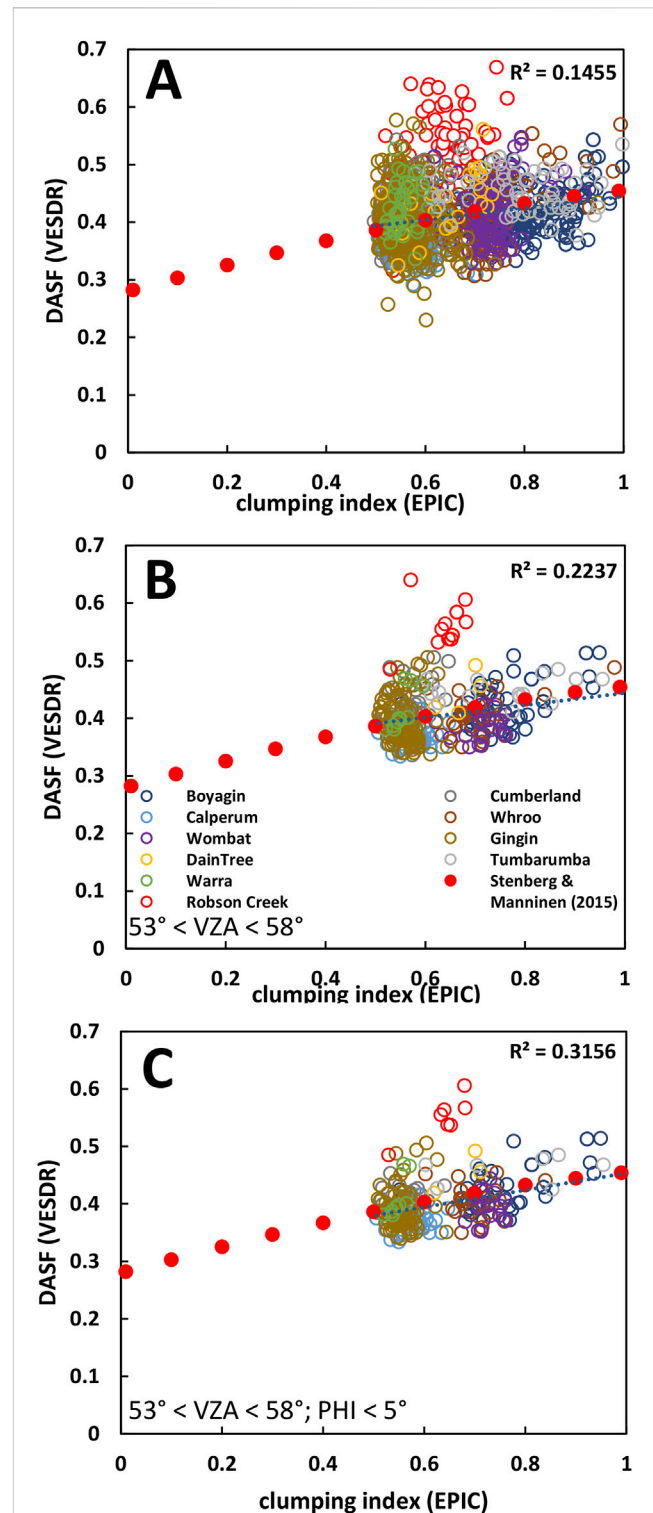 A
R² = 0.1455
0.7
0.6
0.5
0.4
0.3
0.2
0.1
0
DASF (VESDR)
0 0.2 0.4 0.6 0.8 1
clumping index (EPIC)
B
R² = 0.2237
0.7
0.6
0.5
0.4
0.3
0.2
0.1
0
DASF (VESDR)
Boyagin
Calperum
Wombat
DainTree
Warra
Robson Creek
Cumberland
Whroo
Gingin
Tumbarumba
Stenberg &
Manninen (2015)
53° < VZA < 58°
0 0.2 0.4 0.6 0.8 1
clumping index (EPIC)
C
R² = 0.3156
0.7
0.6
0.5
0.4
0.3
0.2
0.1
0
DASF (VESDR)
53° < VZA < 58°; PHI < 5°
0 0.2 0.4 0.6 0.8 1
clumping index (EPIC)